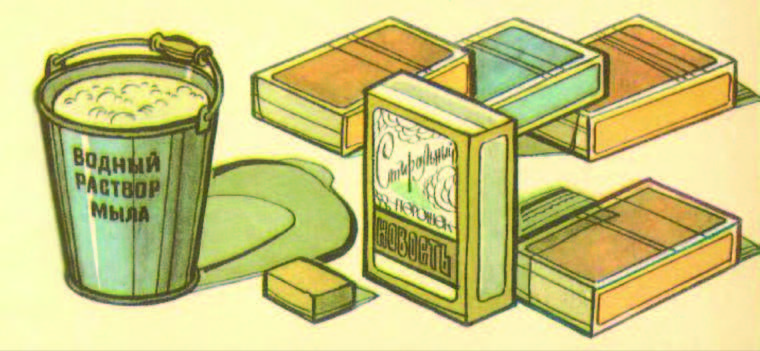 ВОДНЫЙ
РАСТВОР
МЫЛА
Стиральный
ПОРОШОК
НОВОСТЬ